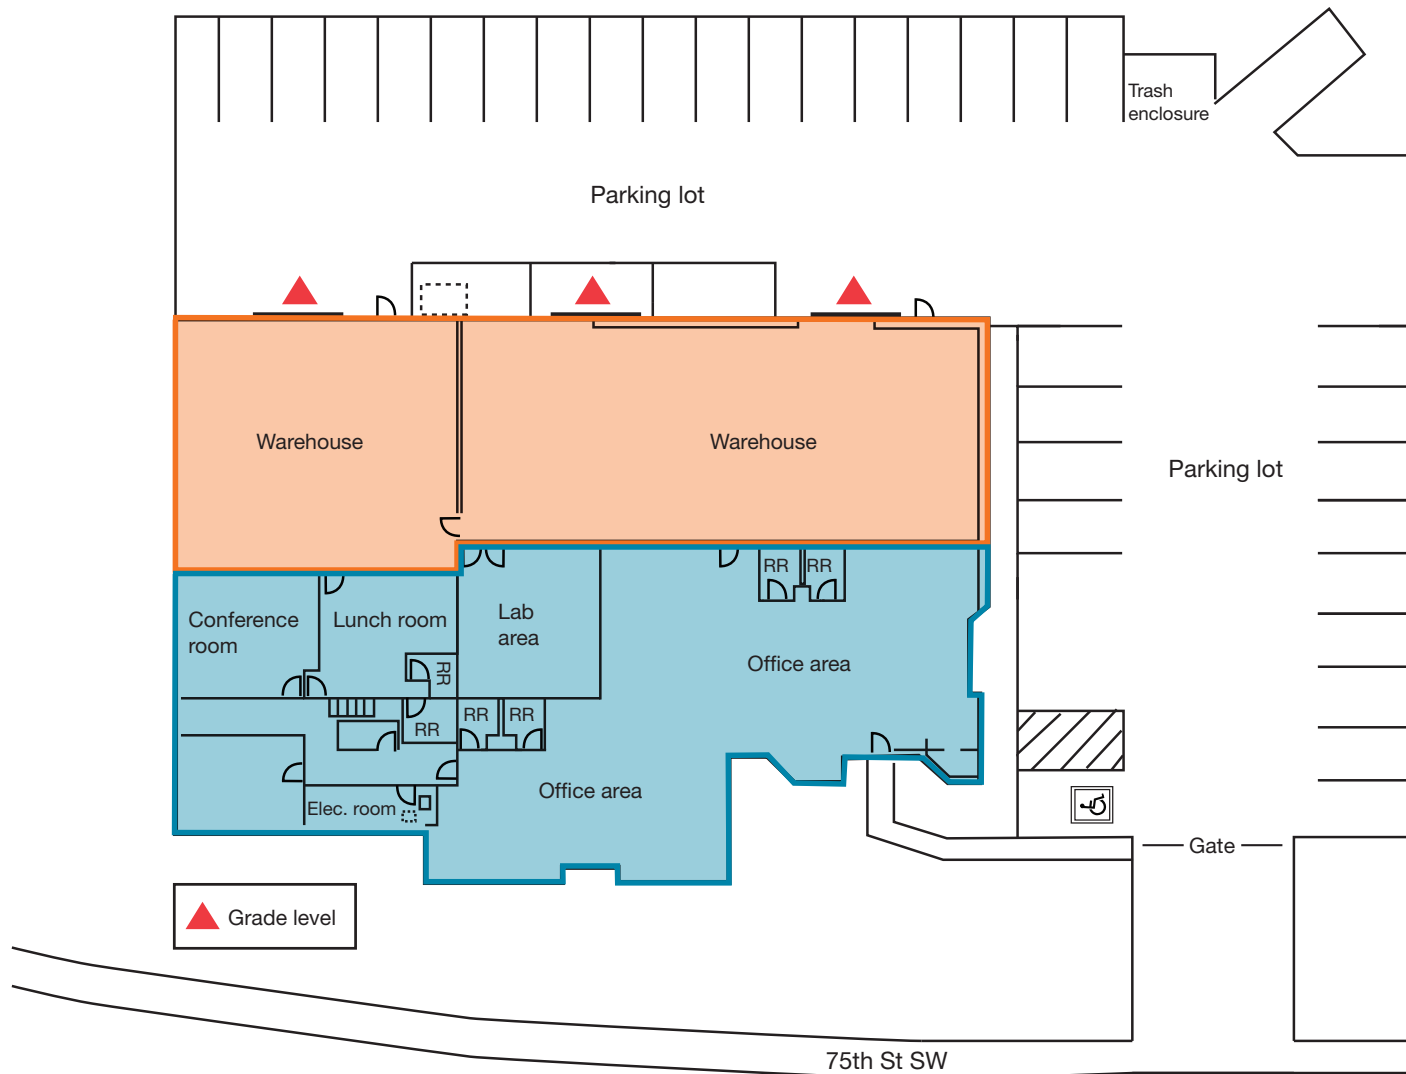 Trash
enclosure
Parking lot
Warehouse
Warehouse
Parking lot
RR
RR
Conference
room
Lunch room
Lab
area
Office area
RR
RR
RR
RR
Office area
Elec. room
Gate
Grade level
75th St SW